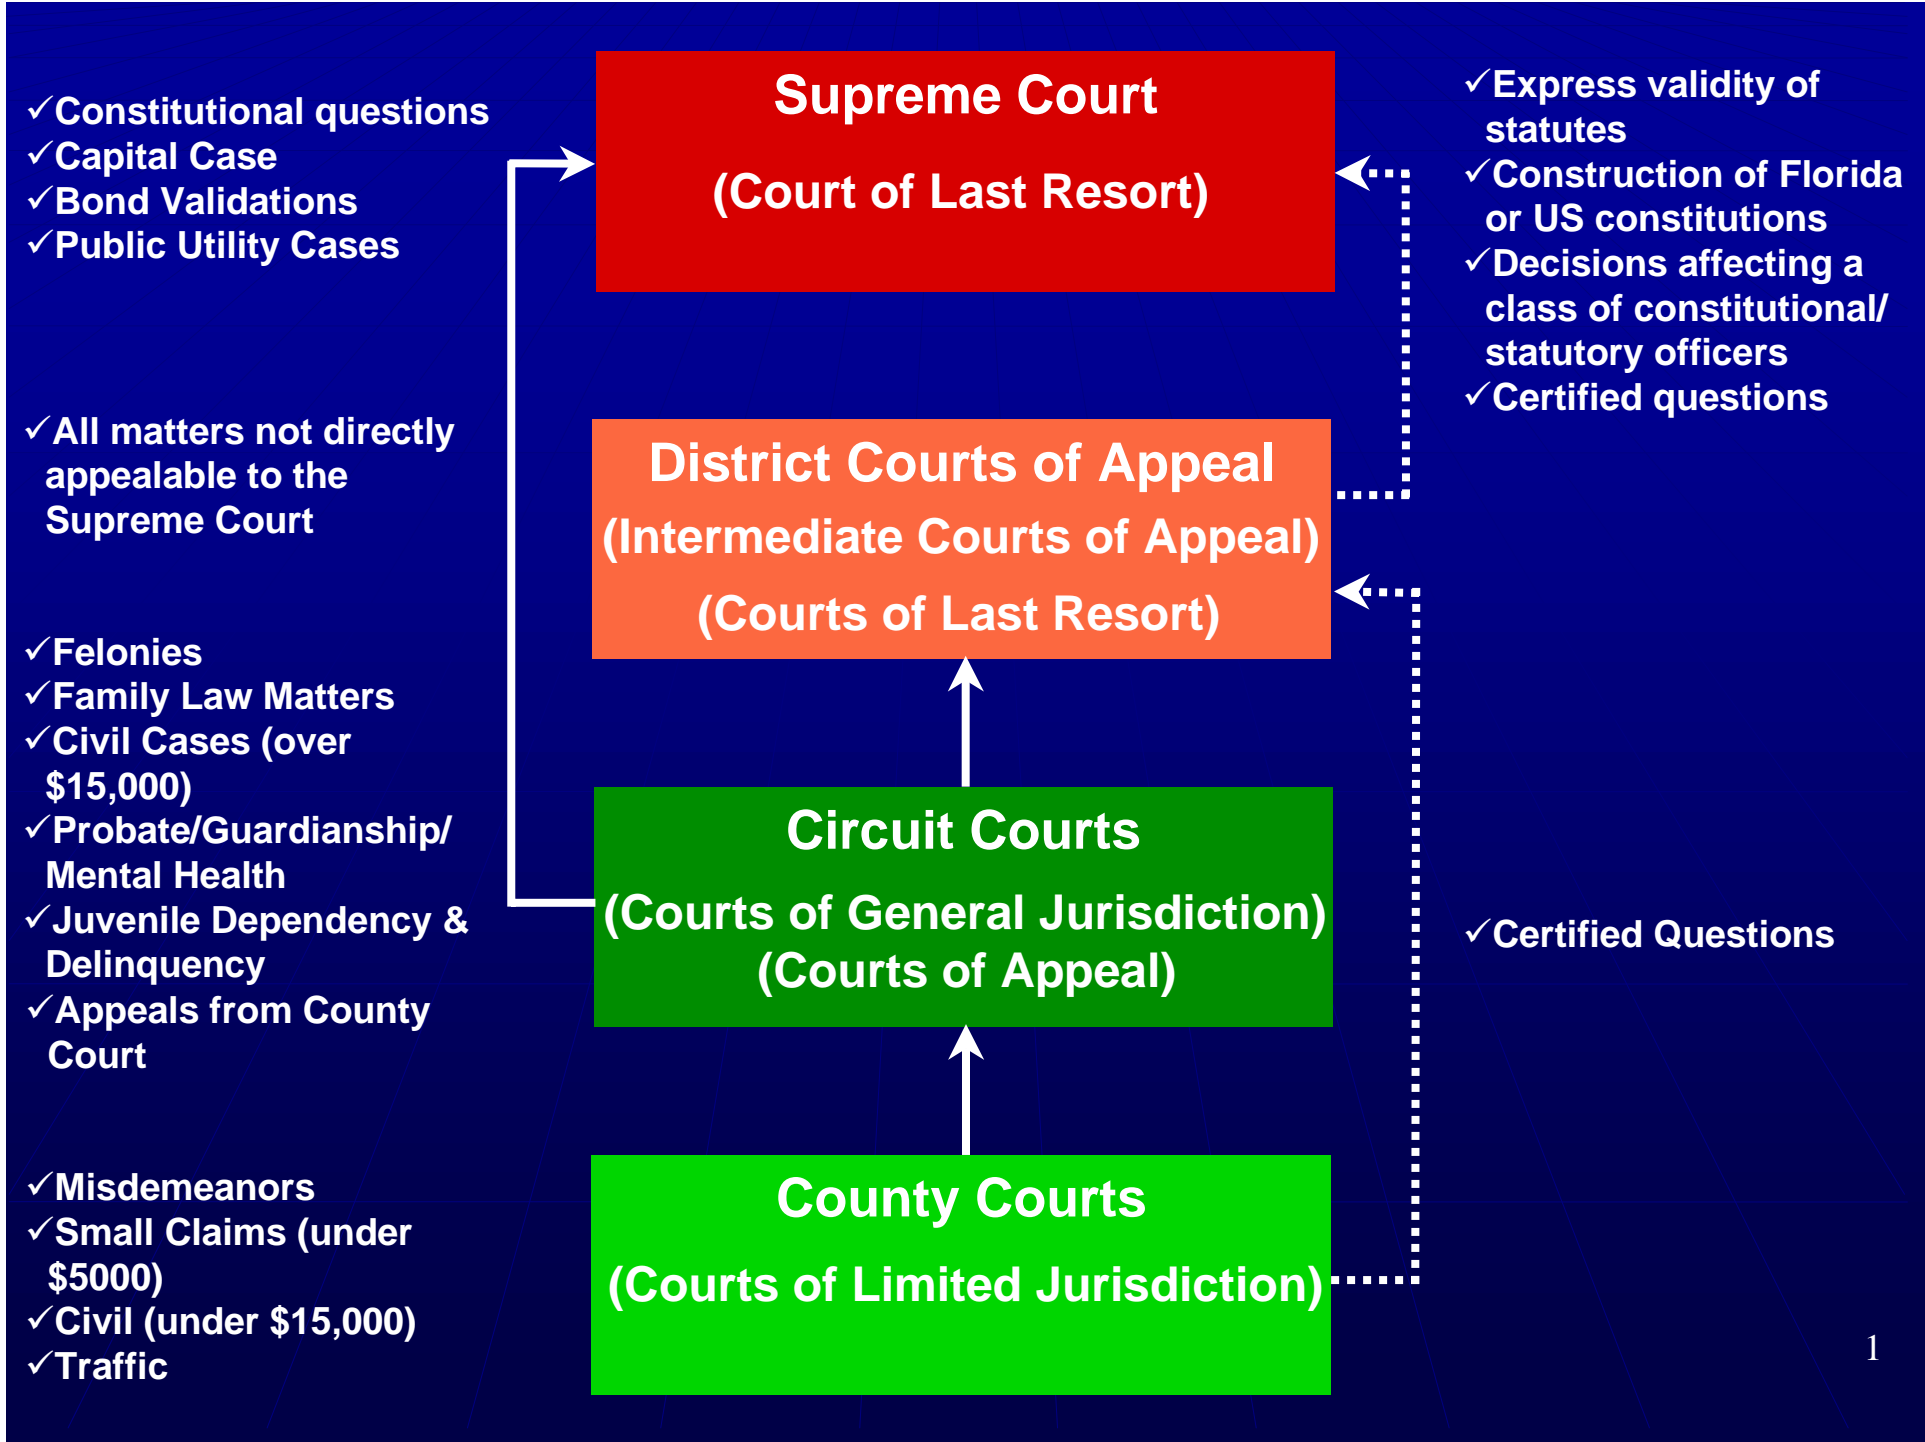 ✓Constitutional questions
✓Capital Case
✓Bond Validations
✓Public Utility Cases
Supreme Court
(Court of Last Resort)
✓Express validity of
statutes
✓Construction of Florida
or US constitutions
✓Decisions affecting a
class of constitutional/
statutory officers
✓Certified questions
✓All matters not directly
appealable to the
Supreme Court
District Courts of Appeal
(Intermediate Courts of Appeal)
(Courts of Last Resort)
✓Felonies
✓Family Law Matters
✓Civil Cases (over
$15,000)
✓Probate/Guardianship/
Mental Health
✓Juvenile Dependency &
Delinquency
✓Appeals from County
Court
Circuit Courts
(Courts of General Jurisdiction)
(Courts of Appeal)
✓Certified Questions
✓Misdemeanors
✓Small Claims (under
$5000)
✓Civil (under $15,000)
✓Traffic
County Courts
(Courts of Limited Jurisdiction)
1